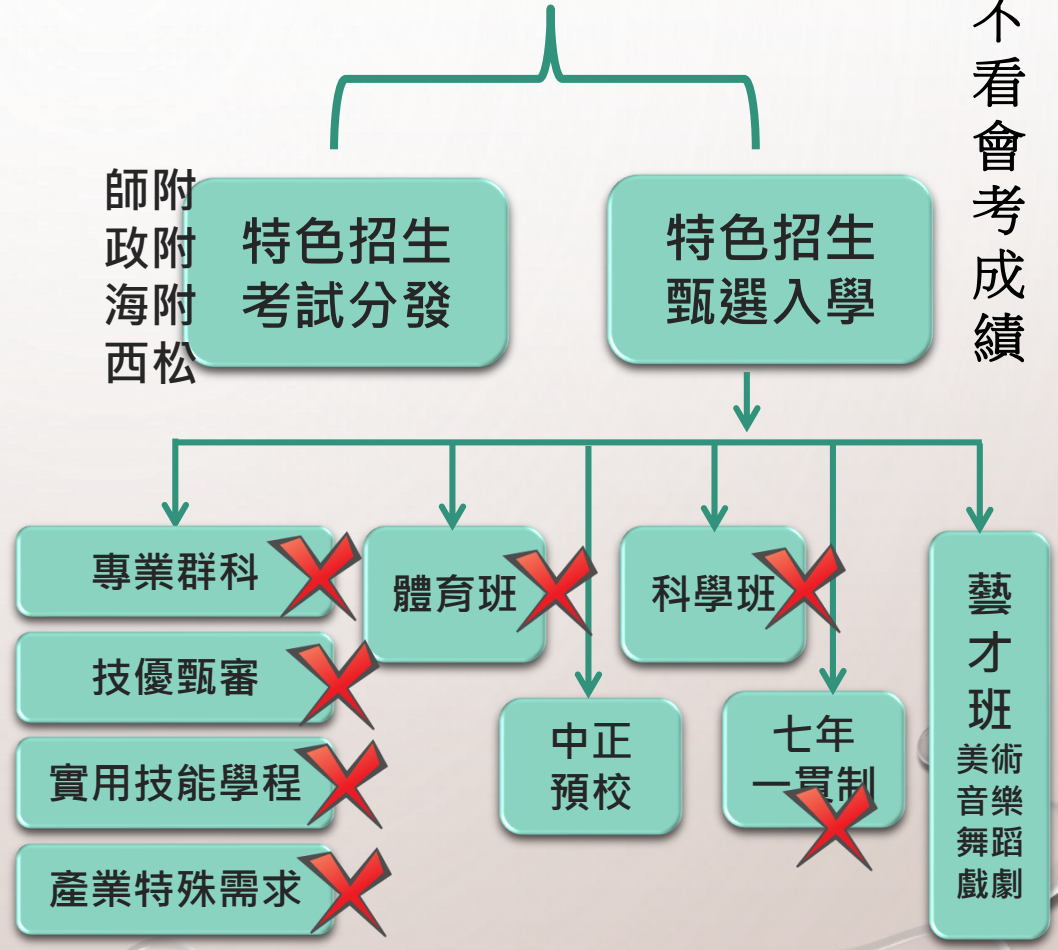 不看會考成績
師附
政附
海附
西松
特色招生
考試分發
特色招生
甄選入學
專業群科
技優甄審
實用技能學程
產業特殊需求
體育班
中正
預校
科學班
七年
一貫制
藝才班
美術
音樂
舞蹈
戲劇